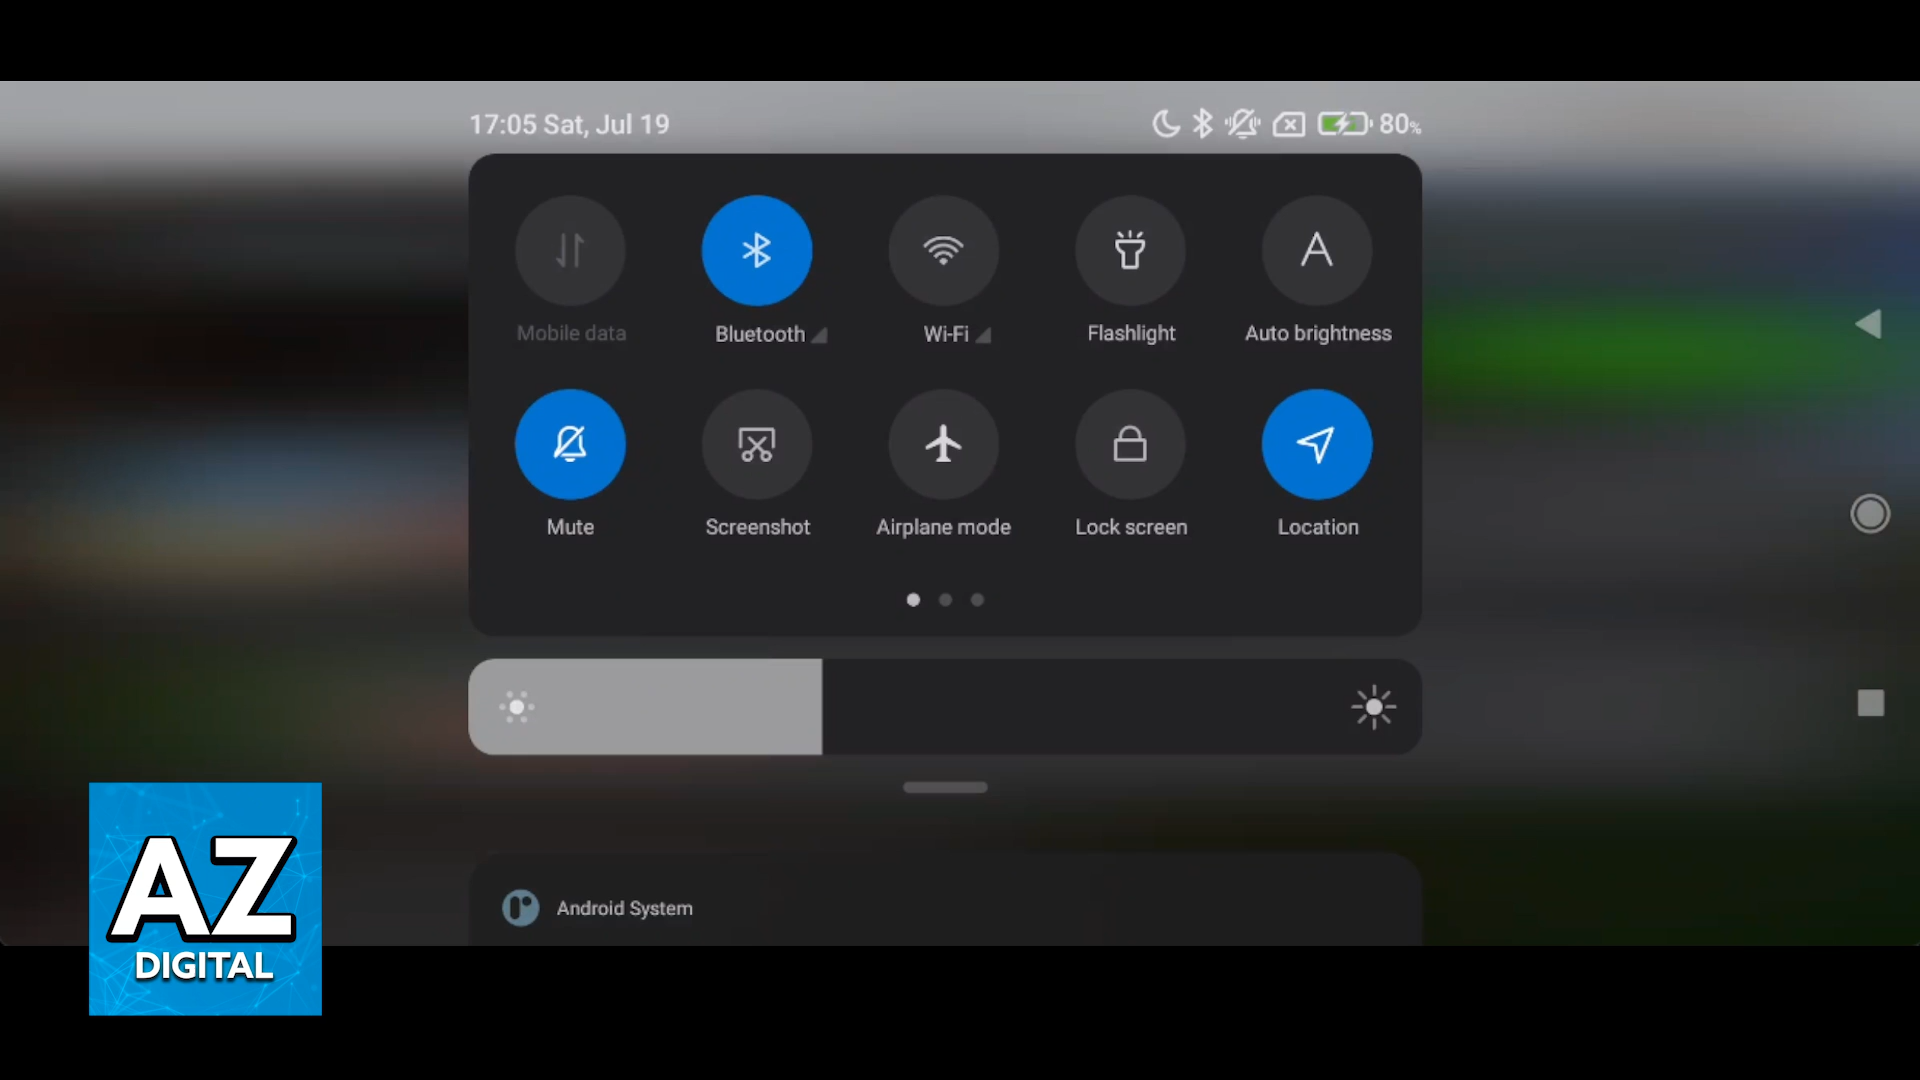 17:05 Sat, Jul 19
80%
Mobile data
Bluetooth
Wi-Fi
Flashlight
A
Auto brightness
Mute
Screenshot
Airplane mode
Lock screen
Location
Android System
AZ
DIGITAL